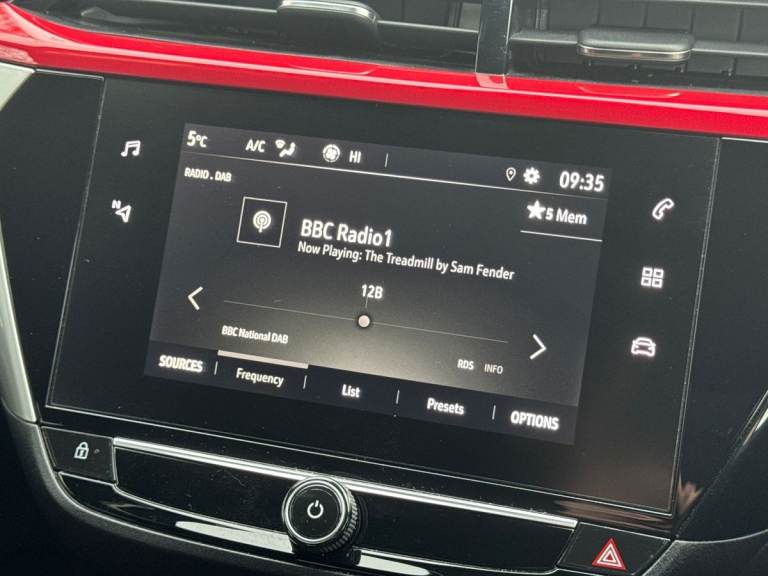 5°C A/C HI 09:35
RADIO . DAB
5 Mem
BBC Radio1
Now Playing: The Treadmill by Sam Fender
12B
BBC National DAB
RDS INFO
SOURCES Frequency List Presets OPTIONS
N